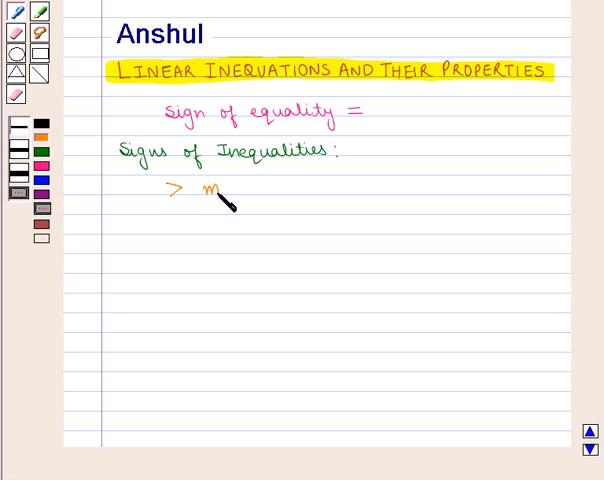 Anshul
LINEAR INEQUATIONS AND THEIR PROPERTIES
Sign of equality =
Signs of Inequalities:
> m